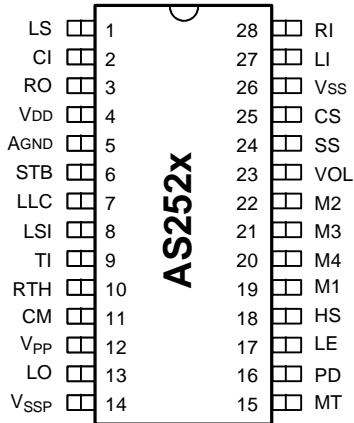 LS 1 28 RI
CI 2 27 LI
RO 3 26 VSS
VDD 4 25 CS
AGND 5 24 SS
STB 6 23 VOL
LLC 7 22 M2
LSI 8 21 M3
TI 9 20 M4
RTH 10 19 M1
CM 11 18 HS
VPP 12 17 LE
LO 13 16 PD
VSSP 14 15 MT
AS252x